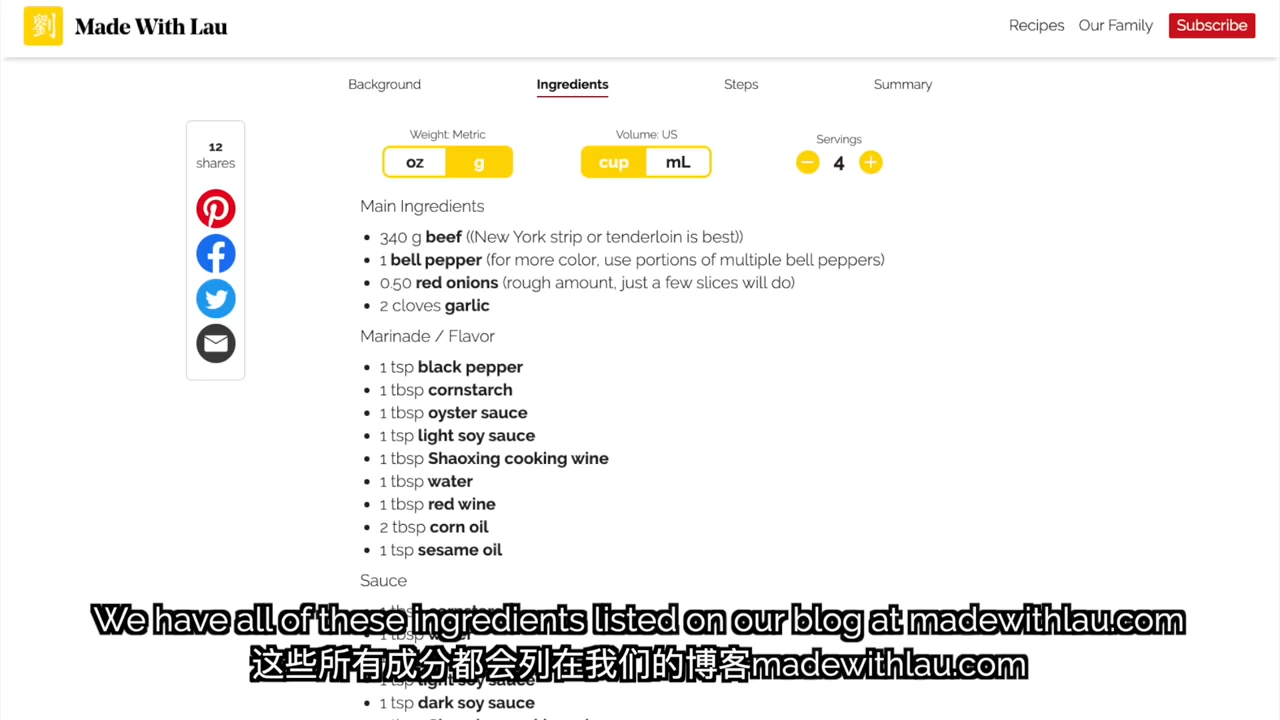 劉 Made With Lau
Recipes Our Family Subscribe
Background Ingredients Steps Summary
12
shares
Weight: Metric
oz g
Volume: US
cup mL
Servings
4
Main Ingredients
340 g beef ((New York strip or tenderloin is best))
1 bell pepper (for more color, use portions of multiple bell peppers)
0.50 red onions (rough amount, just a few slices will do)
2 cloves garlic
Marinade / Flavor
1 tsp black pepper
1 tbsp cornstarch
1 tbsp oyster sauce
1 tsp light soy sauce
1 tbsp Shaoxing cooking wine
1 tbsp water
1 tbsp red wine
2 tbsp corn oil
1 tsp sesame oil
Sauce
We have all of these ingredients listed on our blog at madewithlau.com
这些所有成分都会列在我们的博客madewithlau.com
light soy sauce
1 tsp dark soy sauce